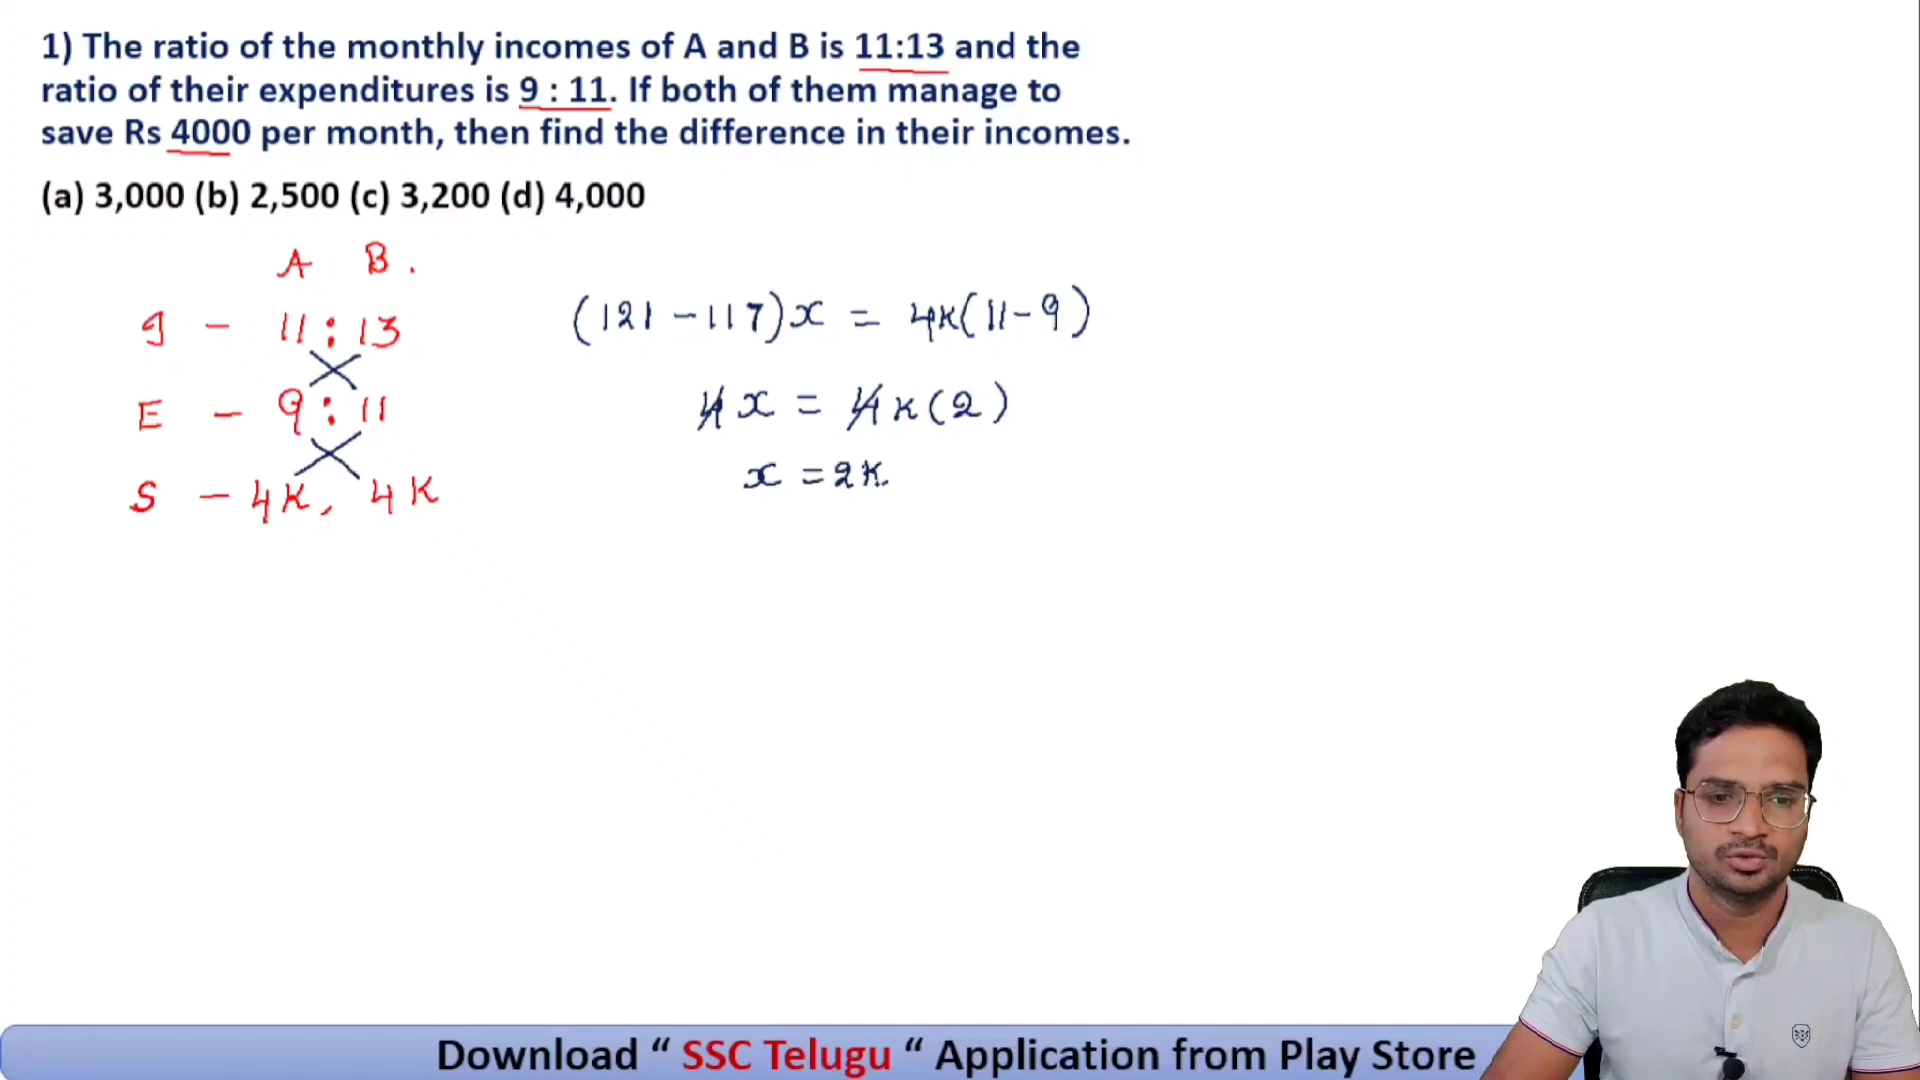 1) The ratio of the monthly incomes of A and B is 11:13 and the
ratio of their expenditures is 9 : 11. If both of them manage to
save Rs 4000 per month, then find the difference in their incomes.
(a) 3,000 (b) 2,500 (c) 3,200 (d) 4,000
A B.
I - 11 : 13
E - 9 : 11
S - 4K, 4K
(121 - 117)x = 4K(11-9)
4x = 4K(2)
x = 2K
Download “ SSC Telugu “ Application from Play Store